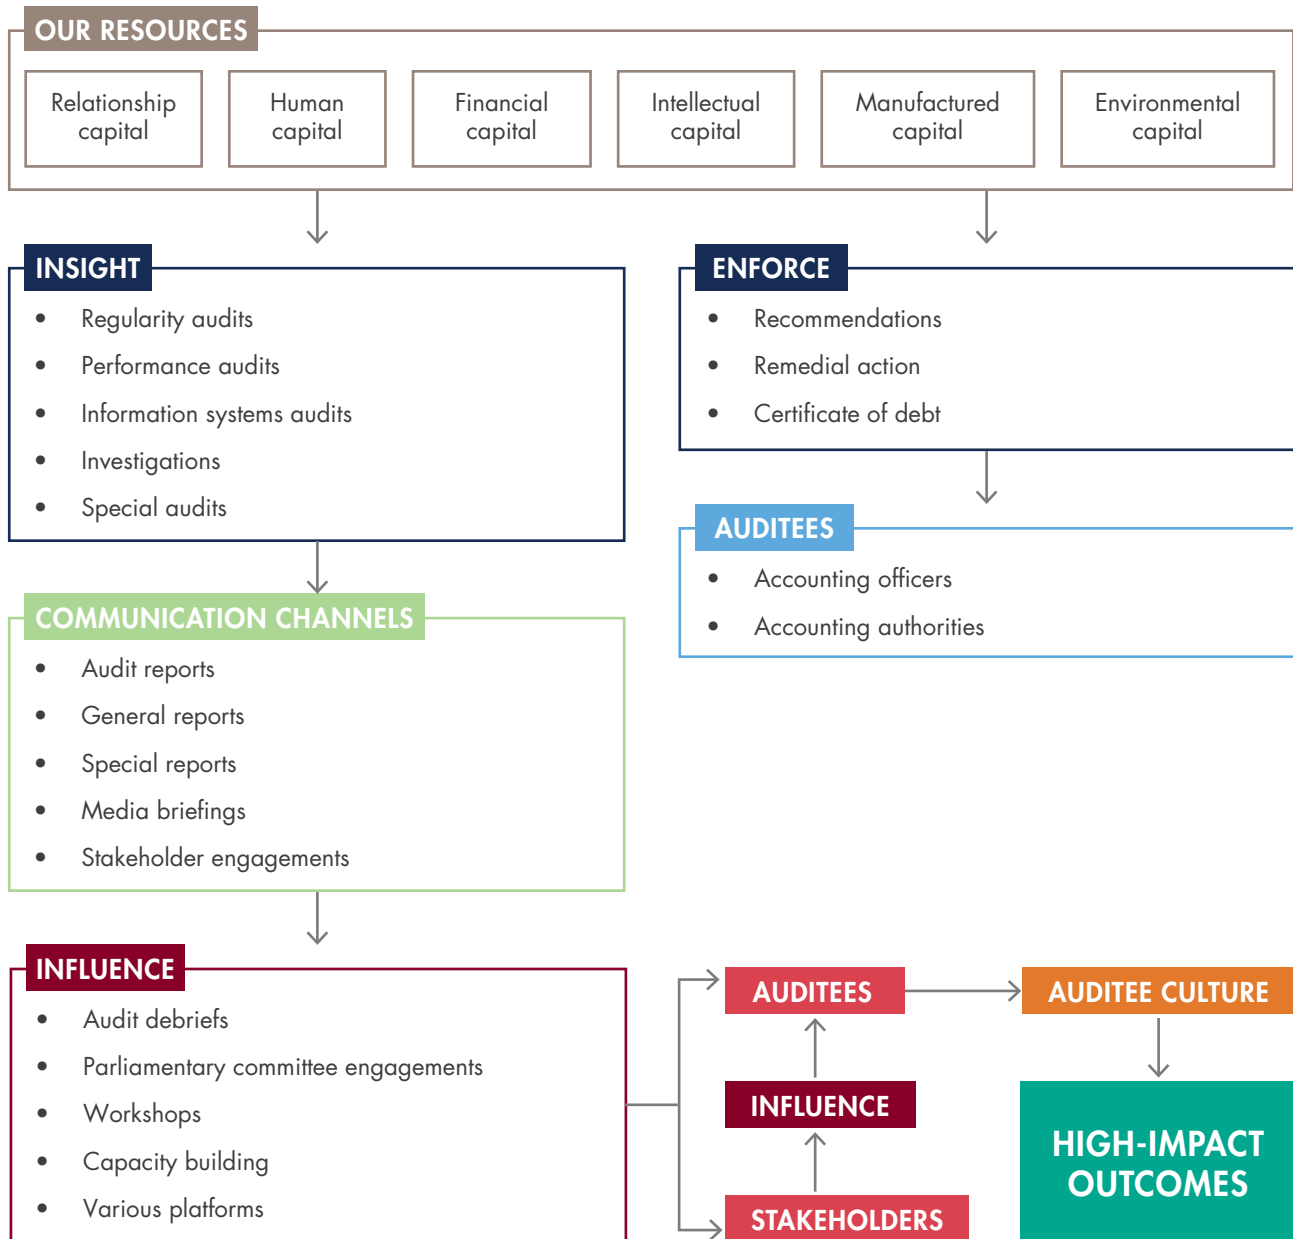 OUR RESOURCES
Relationship
capital
Human
capital
Financial
capital
Intellectual
capital
Manufactured
capital
Environmental
capital
INSIGHT
• Regularity audits
• Performance audits
• Information systems audits
• Investigations
• Special audits
ENFORCE
• Recommendations
• Remedial action
• Certificate of debt
AUDITEES
• Accounting officers
• Accounting authorities
COMMUNICATION CHANNELS
• Audit reports
• General reports
• Special reports
• Media briefings
• Stakeholder engagements
INFLUENCE
• Audit debriefs
• Parliamentary committee engagements
• Workshops
• Capacity building
• Various platforms
AUDITEES
INFLUENCE
STAKEHOLDERS
AUDITEE CULTURE
HIGH-IMPACT
OUTCOMES